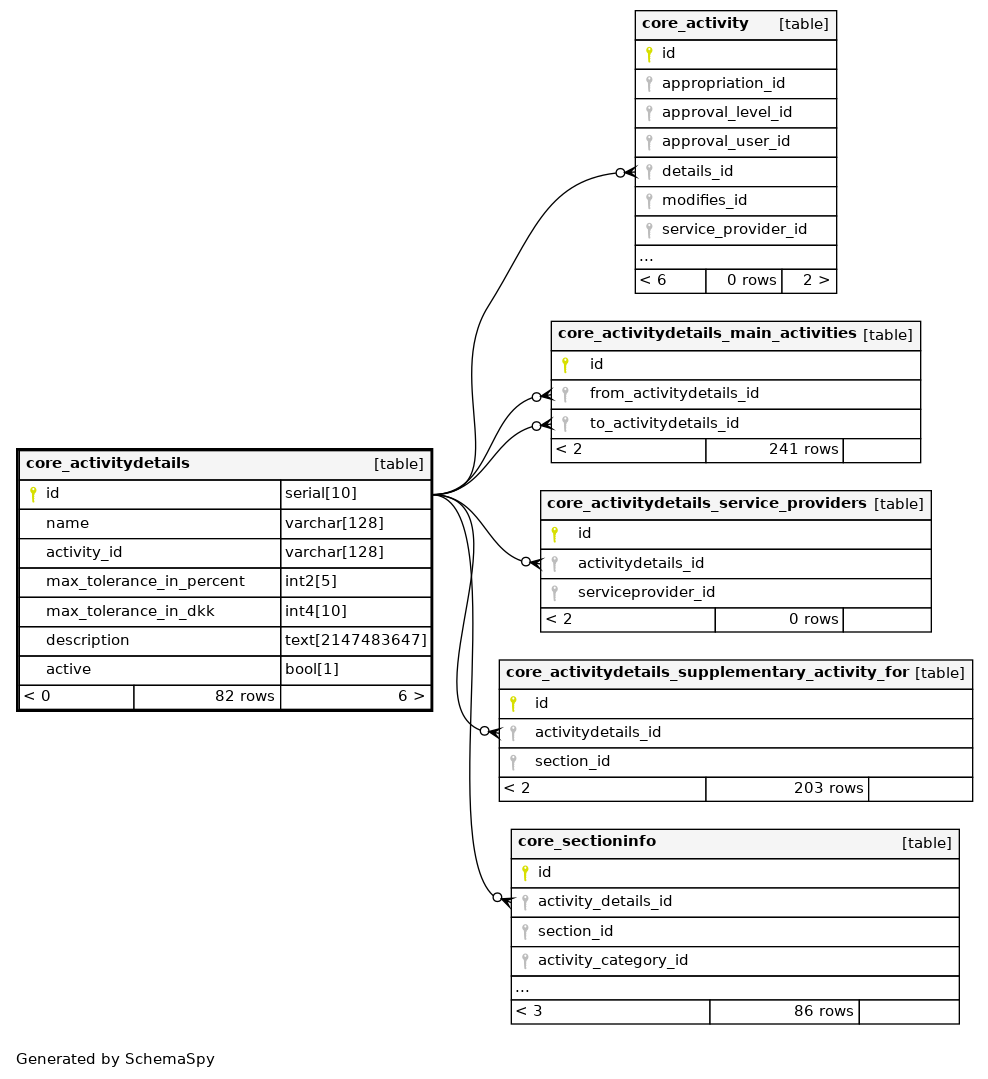 core_activity [table]
id
appropriation_id
approval_level_id
approval_user_id
details_id
modifies_id
service_provider_id
...
< 6 0 rows 2 >
core_activitydetails_main_activities [table]
id
from_activitydetails_id
to_activitydetails_id
< 2 241 rows
core_activitydetails [table]
id serial[10]
name varchar[128]
activity_id varchar[128]
max_tolerance_in_percent int2[5]
max_tolerance_in_dkk int4[10]
description text[2147483647]
active bool[1]
< 0 82 rows 6 >
core_activitydetails_service_providers [table]
id
activitydetails_id
serviceprovider_id
< 2 0 rows
core_activitydetails_supplementary_activity_for [table]
id
activitydetails_id
section_id
< 2 203 rows
core_sectioninfo [table]
id
activity_details_id
section_id
activity_category_id
...
< 3 86 rows
Generated by SchemaSpy